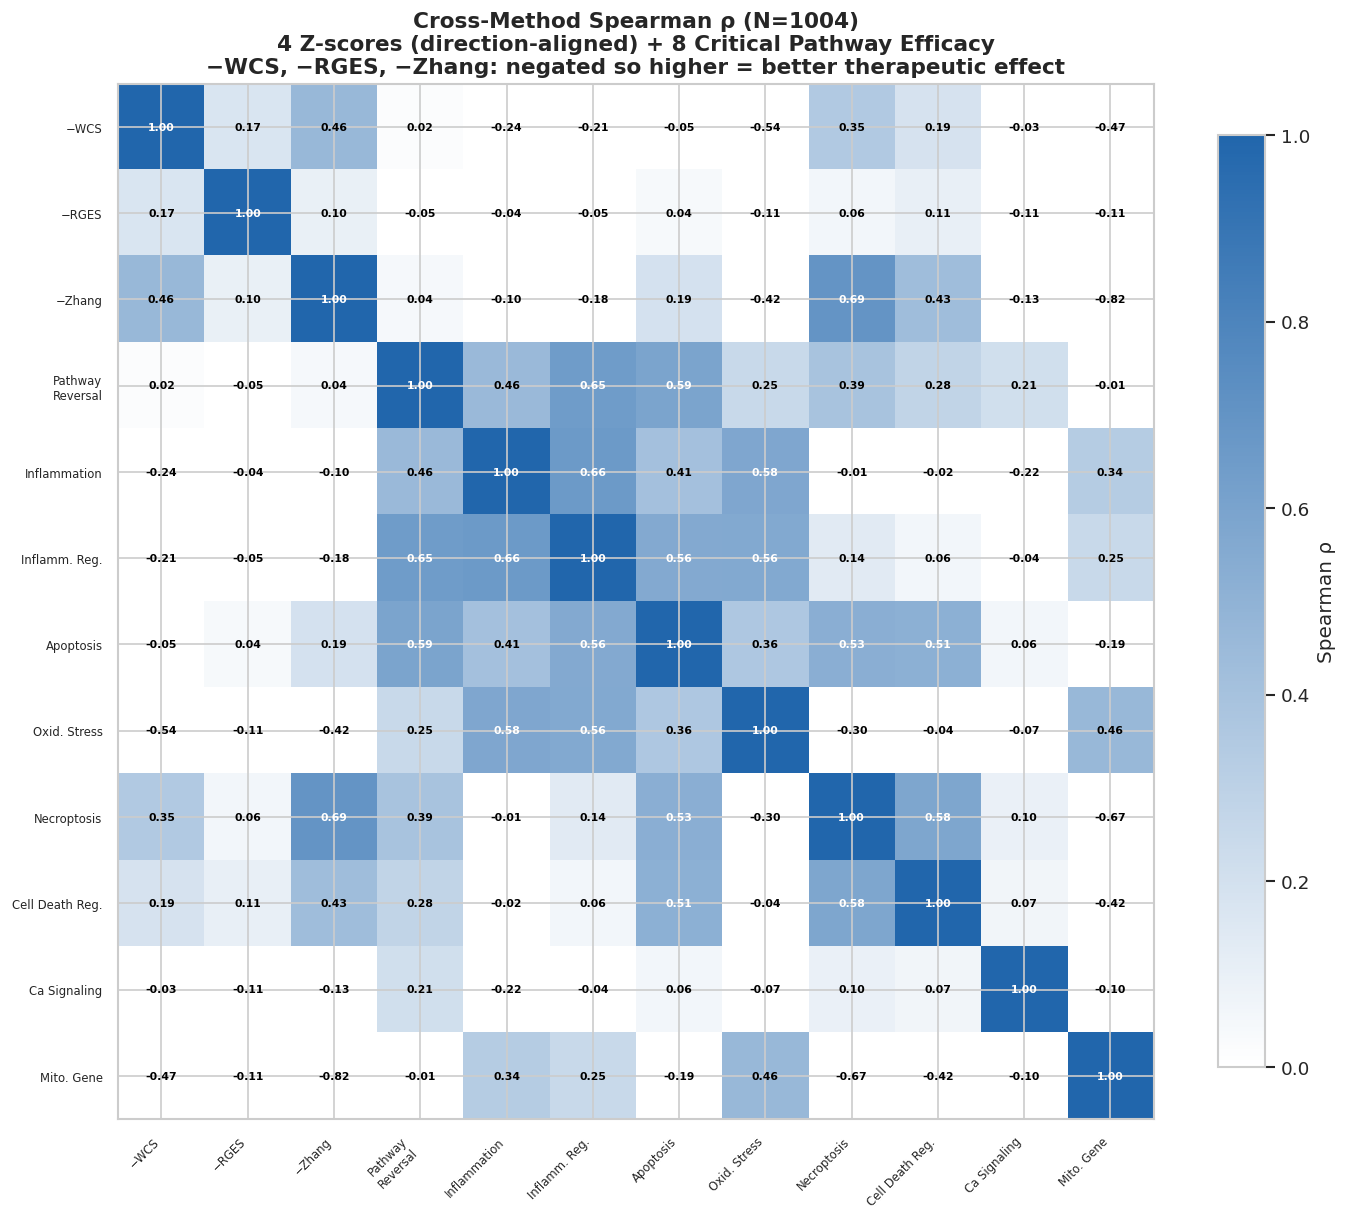 Cross-Method Spearman ρ (N=1004)
4 Z-scores (direction-aligned) + 8 Critical Pathway Efficacy
−WCS, −RGES, −Zhang: negated so higher = better therapeutic effect
−WCS 1.00 0.17 0.46 0.02 -0.24 -0.21 -0.05 -0.54 0.35 0.19 -0.03 -0.47
−RGES 0.17 1.00 0.10 -0.05 -0.04 -0.05 0.04 -0.11 0.06 0.11 -0.11 -0.11
−Zhang 0.46 0.10 1.00 0.04 -0.10 -0.18 0.19 -0.42 0.69 0.43 -0.13 -0.82
Pathway
Reversal 0.02 -0.05 0.04 1.00 0.46 0.65 0.59 0.25 0.39 0.28 0.21 -0.01
Inflammation -0.24 -0.04 -0.10 0.46 1.00 0.66 0.41 0.58 -0.01 -0.02 -0.22 0.34
Inflamm. Reg. -0.21 -0.05 -0.18 0.65 0.66 1.00 0.56 0.56 0.14 0.06 -0.04 0.25
Apoptosis -0.05 0.04 0.19 0.59 0.41 0.56 1.00 0.36 0.53 0.51 0.06 -0.19
Oxid. Stress -0.54 -0.11 -0.42 0.25 0.58 0.56 0.36 1.00 -0.30 -0.04 -0.07 0.46
Necroptosis 0.35 0.06 0.69 0.39 -0.01 0.14 0.53 -0.30 1.00 0.58 0.10 -0.67
Cell Death Reg. 0.19 0.11 0.43 0.28 -0.02 0.06 0.51 -0.04 0.58 1.00 0.07 -0.42
Ca Signaling -0.03 -0.11 -0.13 0.21 -0.22 -0.04 0.06 -0.07 0.10 0.07 1.00 -0.10
Mito. Gene -0.47 -0.11 -0.82 -0.01 0.34 0.25 -0.19 0.46 -0.67 -0.42 -0.10 1.00
−WCS
−RGES
−Zhang
Pathway
Reversal
Inflammation
Inflamm. Reg.
Apoptosis
Oxid. Stress
Necroptosis
Cell Death Reg.
Ca Signaling
Mito. Gene
1.0
0.8
0.6
0.4
0.2
0.0
Spearman ρ